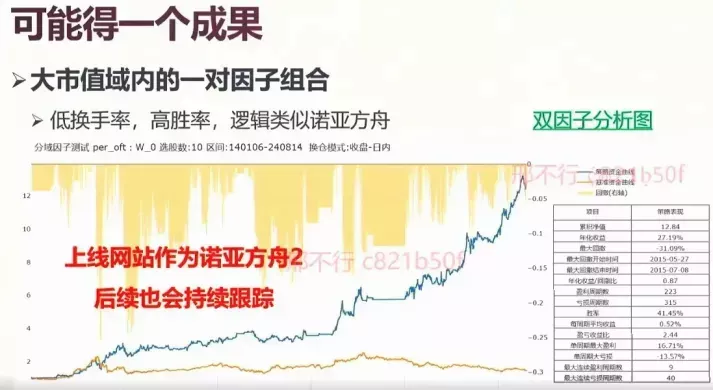 可能得一个成果
➢大市值域内的一对因子组合
➢低换手率，高胜率，逻辑类似诺亚方舟
双因子分析图
分域因子测试 per_oft：W_0 选股数:10 区间:140106-240814 换仓模式:收盘-日内
邢不行 c821b50f
策略资金曲线
基准资金曲线
回撤(右轴)
上线网站作为诺亚方舟2
后续也会持续跟踪
邢不行 c821b50f
12
10
8
6
4
2
0
-0.05
-0.1
-0.15
-0.2
-0.25
-0.3
项目 策略表现
累积净值 12.84
年化收益 27.19%
最大回撤 -31.09%
最大回撤开始时间 2015-05-27
最大回撤结束时间 2015-07-08
年化收益/回撤比 0.87
盈利周期数 223
亏损周期数 315
胜率 41.45%
每周期平均收益 0.52%
盈亏收益比 2.44
单周期最大盈利 16.71%
单周期大亏损 -13.57%
最大连续盈利周期数 9
最大连续亏损周期数 40